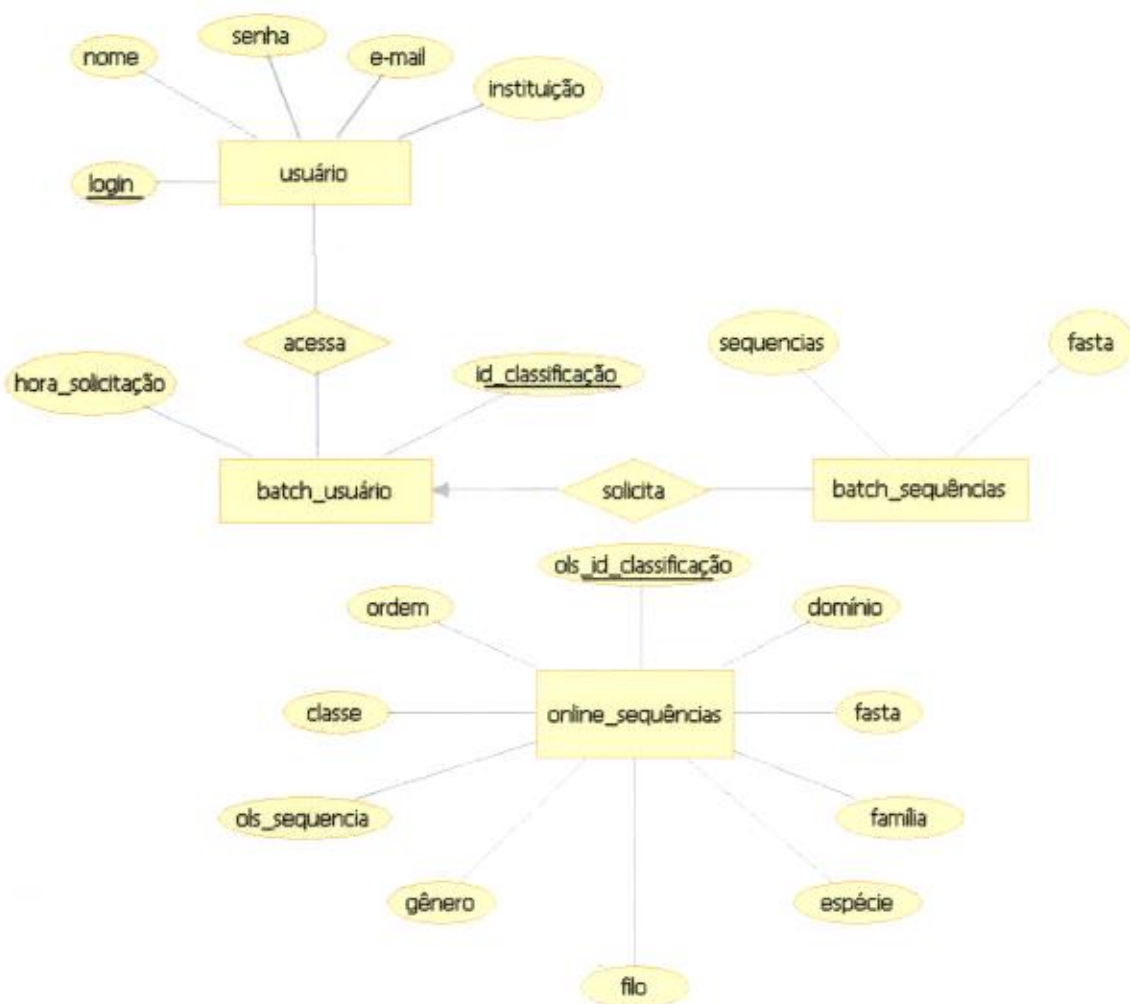 senha
nome
e-mail
instituição
usuário
login
acessa
sequencias
fasta
hora_solicitação
id_classificação
batch_usuário
solicita
batch_sequências
ols_id_classificação
ordem
domínio
classe
online_sequências
fasta
ols_sequencia
família
gênero
espécie
filo